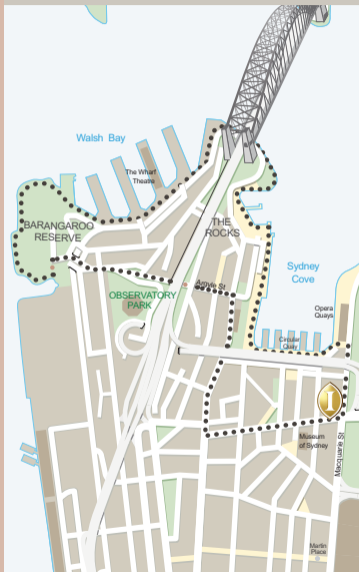 Walsh Bay
The Wharf
Theatre
BARANGAROO
RESERVE
THE
ROCKS
Sydney
Cove
Argyle St
OBSERVATORY
PARK
Opera
Quays
Circular
Quay
I
Museum
of Sydney
Macquarie St
Martin
Place